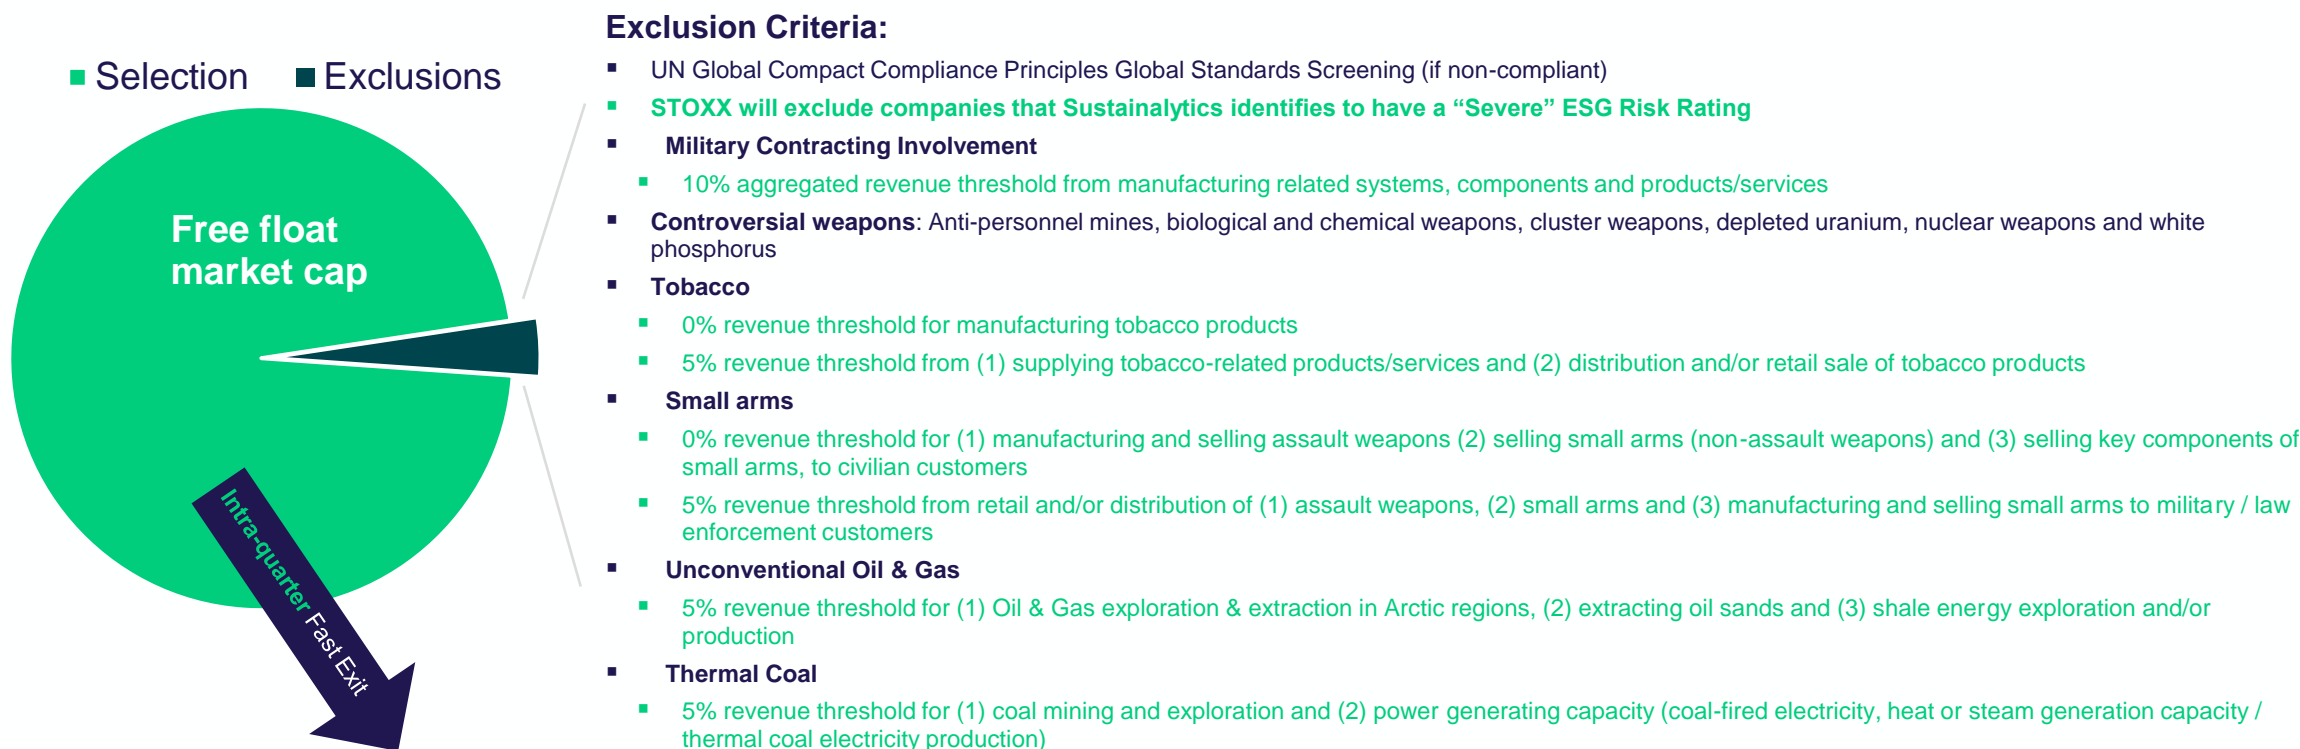 Selection
Exclusions
Free float
market cap
Intra-quarter Fast Exit
Exclusion Criteria:
UN Global Compact Compliance Principles Global Standards Screening (if non-compliant)
STOXX will exclude companies that Sustainalytics identifies to have a “Severe” ESG Risk Rating
Military Contracting Involvement
10% aggregated revenue threshold from manufacturing related systems, components and products/services
Controversial weapons: Anti-personnel mines, biological and chemical weapons, cluster weapons, depleted uranium, nuclear weapons and white
phosphorus
Tobacco
0% revenue threshold for manufacturing tobacco products
5% revenue threshold from (1) supplying tobacco-related products/services and (2) distribution and/or retail sale of tobacco products
Small arms
0% revenue threshold for (1) manufacturing and selling assault weapons (2) selling small arms (non-assault weapons) and (3) selling key components of
small arms, to civilian customers
5% revenue threshold from retail and/or distribution of (1) assault weapons, (2) small arms and (3) manufacturing and selling small arms to military / law
enforcement customers
Unconventional Oil & Gas
5% revenue threshold for (1) Oil & Gas exploration & extraction in Arctic regions, (2) extracting oil sands and (3) shale energy exploration and/or
production
Thermal Coal
5% revenue threshold for (1) coal mining and exploration and (2) power generating capacity (coal-fired electricity, heat or steam generation capacity /
thermal coal electricity production)